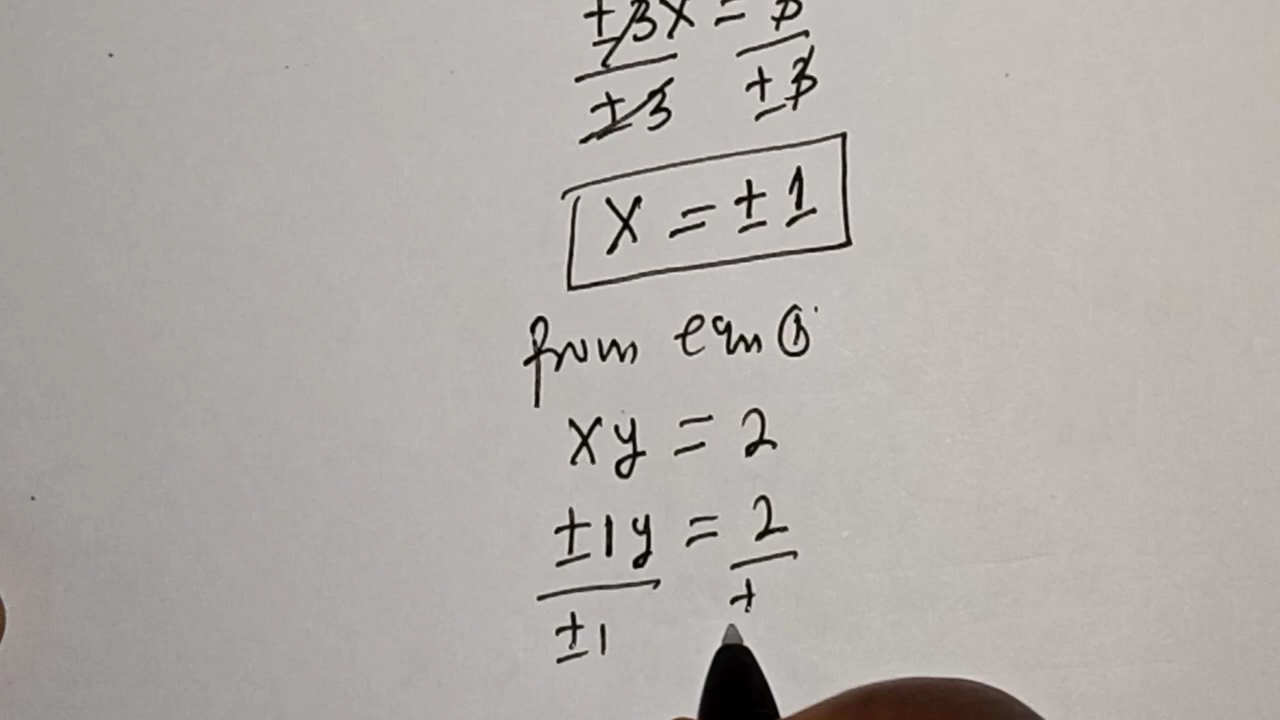 ±3x = 3
±3 ±3
x = ±1
from eqn ①
xy = 2
±1y = 2
±1 +